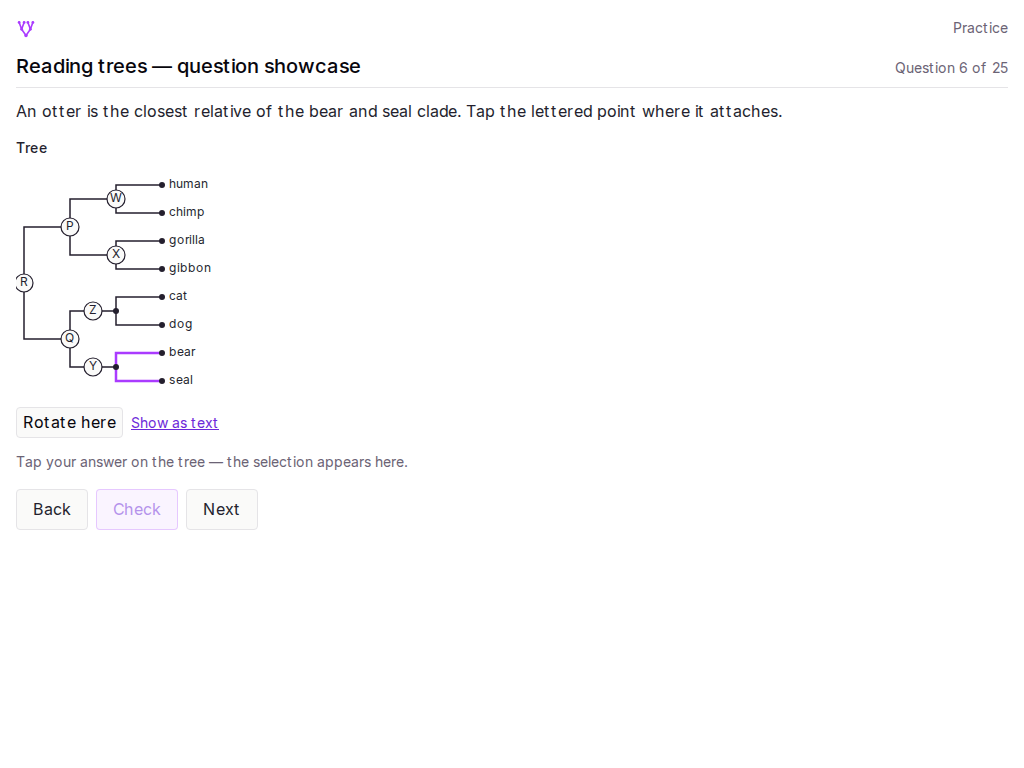 Practice
Reading trees — question showcase
Question 6 of 25
An otter is the closest relative of the bear and seal clade. Tap the lettered point where it attaches.
Tree
human
W
chimp
P
gorilla
X
gibbon
R
cat
Z
dog
Q
bear
Y
seal
Rotate here
Show as text
Tap your answer on the tree — the selection appears here.
Back
Check
Next